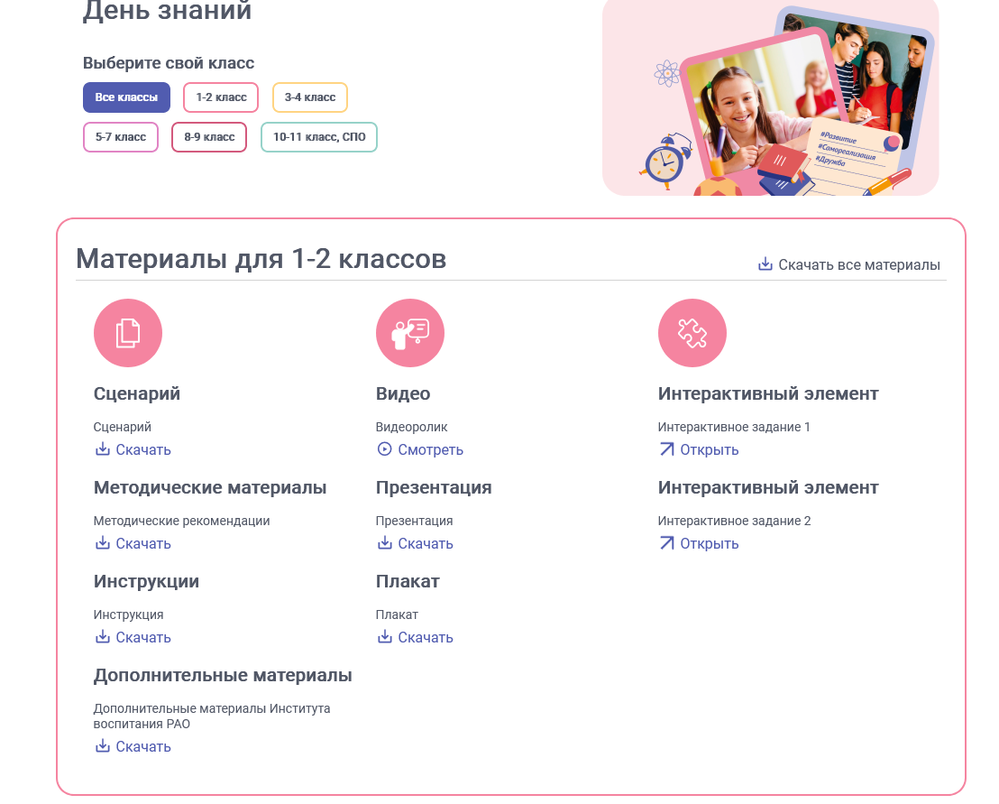 День знаний
Выберите свой класс
Все классы
1-2 класс
3-4 класс
5-7 класс
8-9 класс
10-11 класс, СПО
#Развитие
#Самореализация
#Дружба
Материалы для 1-2 классов
Скачать все материалы
Сценарий
Сценарий
Скачать
Видео
Видеоролик
Смотреть
Интерактивный элемент
Интерактивное задание 1
Открыть
Методические материалы
Методические рекомендации
Скачать
Презентация
Презентация
Скачать
Интерактивный элемент
Интерактивное задание 2
Открыть
Инструкции
Инструкция
Скачать
Плакат
Плакат
Скачать
Дополнительные материалы
Дополнительные материалы Института
воспитания РАО
Скачать